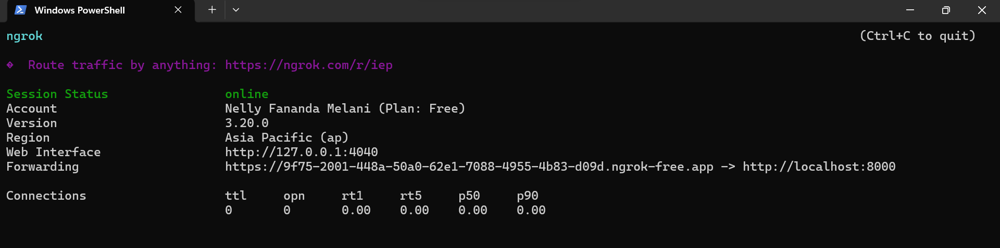 Windows PowerShell
ngrok (Ctrl+C to quit)
� Route traffic by anything: https://ngrok.com/r/iep
Session Status online
Account Nelly Fananda Melani (Plan: Free)
Version 3.20.0
Region Asia Pacific (ap)
Web Interface http://127.0.0.1:4040
Forwarding https://9f75-2001-448a-50a0-62e1-7088-4955-4b83-d09d.ngrok-free.app -> http://localhost:8000
Connections ttl opn rt1 rt5 p50 p90
0 0 0.00 0.00 0.00 0.00